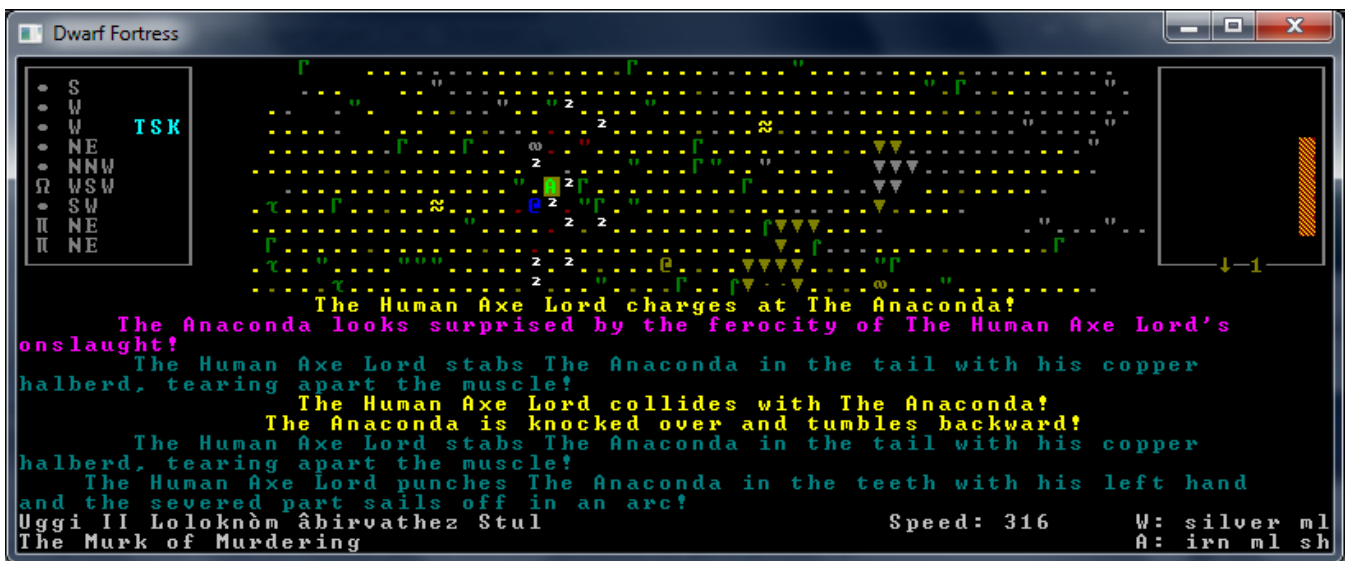 Dwarf Fortress
S
W
W TSK
NE
NNW
Ω WSW
SW
π NE
π NE
↓-1
The Human Axe Lord charges at The Anaconda!
The Anaconda looks surprised by the ferocity of The Human Axe Lord's
onslaught!
The Human Axe Lord stabs The Anaconda in the tail with his copper
halberd, tearing apart the muscle!
The Human Axe Lord collides with The Anaconda!
The Anaconda is knocked over and tumbles backward!
The Human Axe Lord stabs The Anaconda in the tail with his copper
halberd, tearing apart the muscle!
The Human Axe Lord punches The Anaconda in the teeth with his left hand
and the severed part sails off in an arc!
Uggi II Loloknòm âbirvathez Stul Speed: 316 W: silver ml
The Murk of Murdering A: irn ml sh